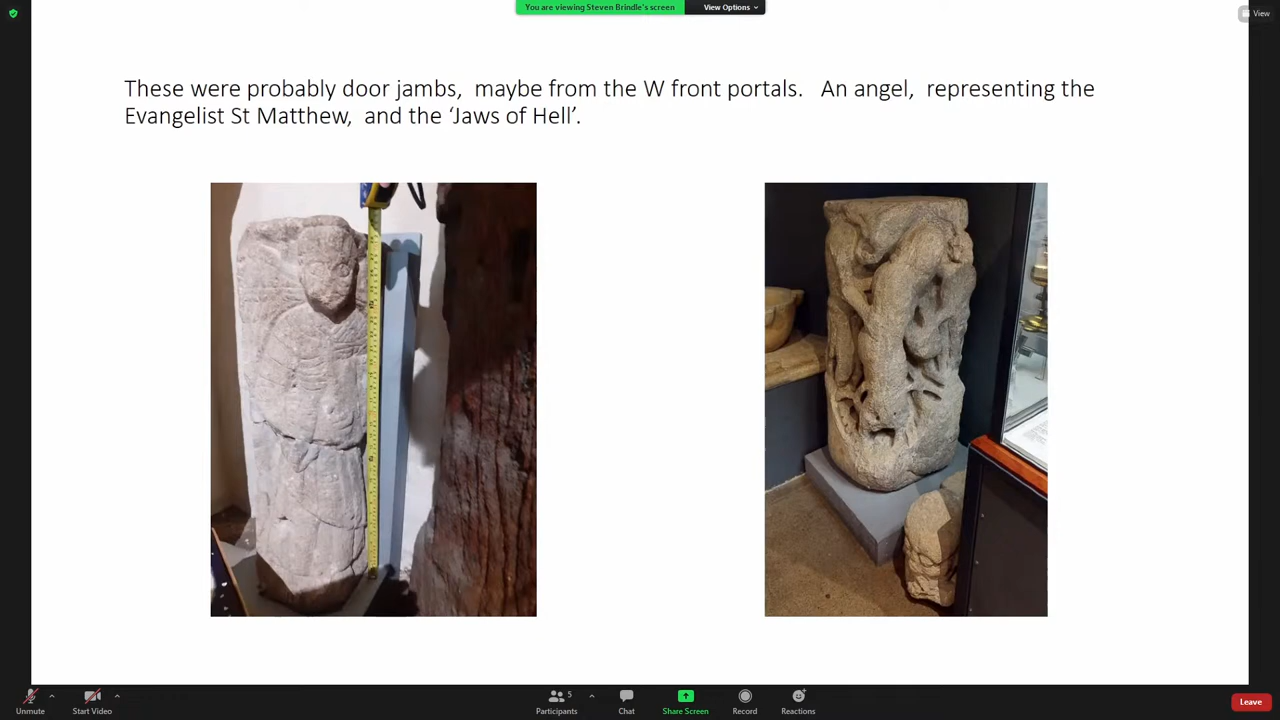 You are viewing Steven Brindle's screen
View Options
View
These were probably door jambs, maybe from the W front portals. An angel, representing the
Evangelist St Matthew, and the ‘Jaws of Hell’.
Unmute
Start Video
Participants
5
Chat
Share Screen
Record
Reactions
Leave